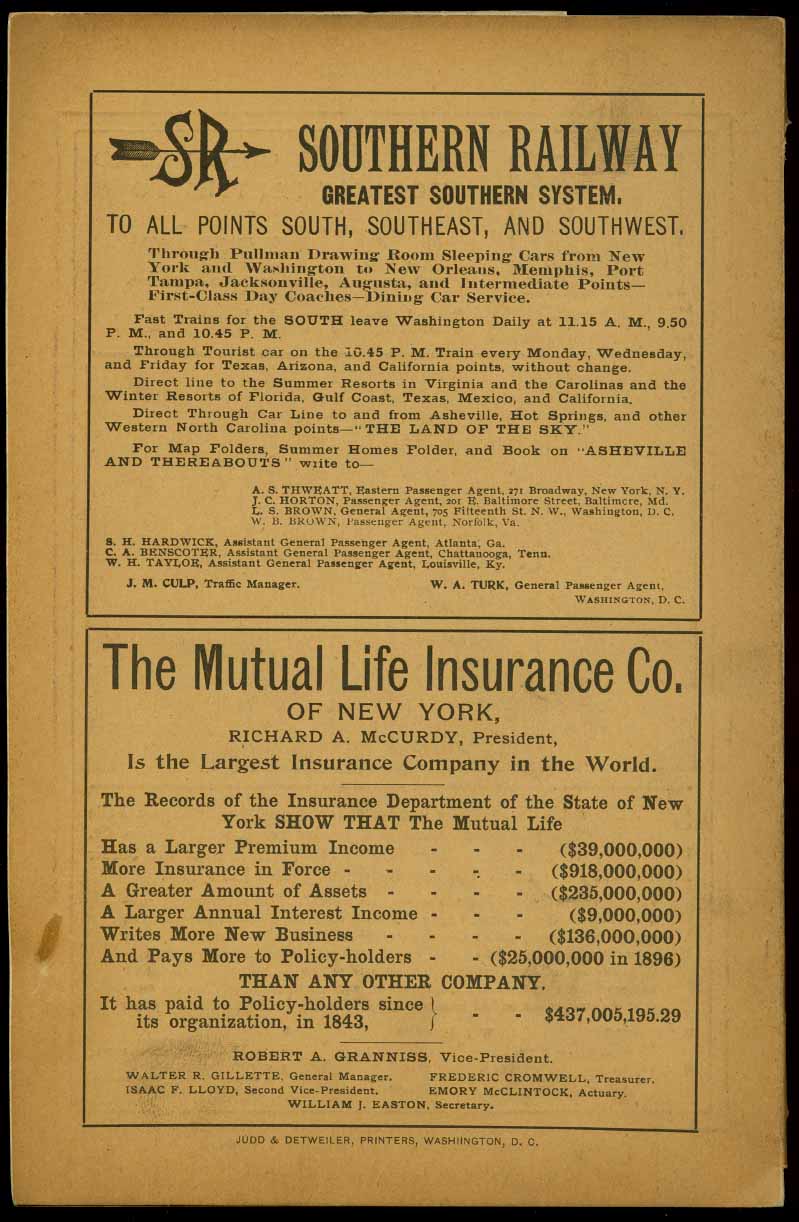 SR SOUTHERN RAILWAY
GREATEST SOUTHERN SYSTEM.
TO ALL POINTS SOUTH, SOUTHEAST, AND SOUTHWEST.
Through Pullman Drawing Room Sleeping Cars from New
York and Washington to New Orleans, Memphis, Port
Tampa, Jacksonville, Augusta, and Intermediate Points—
First-Class Day Coaches—Dining Car Service.
Fast Trains for the SOUTH leave Washington Daily at 11.15 A. M., 9.50
P. M., and 10.45 P. M.
Through Tourist car on the 10.45 P. M. Train every Monday, Wednesday,
and Friday for Texas, Arizona, and California points, without change.
Direct line to the Summer Resorts in Virginia and the Carolinas and the
Winter Resorts of Florida, Gulf Coast, Texas, Mexico, and California.
Direct Through Car Line to and from Asheville, Hot Springs, and other
Western North Carolina points—"THE LAND OF THE SKY."
For Map Folders, Summer Homes Folder, and Book on "ASHEVILLE
AND THEREABOUTS" write to—
A. S. THWEATT, Eastern Passenger Agent, 271 Broadway, New York, N. Y.
J. C. HORTON, Passenger Agent, 201 E. Baltimore Street, Baltimore, Md.
L. S. BROWN, General Agent, 705 Fifteenth St. N. W., Washington, D. C.
W. B. BROWN, Passenger Agent, Norfolk, Va.
S. H. HARDWICK, Assistant General Passenger Agent, Atlanta, Ga.
C. A. BENSCOTER, Assistant General Passenger Agent, Chattanooga, Tenn.
W. H. TAYLOE, Assistant General Passenger Agent, Louisville, Ky.
J. M. CULP, Traffic Manager. W. A. TURK, General Passenger Agent,
WASHINGTON, D. C.
The Mutual Life Insurance Co.
OF NEW YORK,
RICHARD A. McCURDY, President,
Is the Largest Insurance Company in the World.
The Records of the Insurance Department of the State of New
York SHOW THAT The Mutual Life
Has a Larger Premium Income - - - ($39,000,000)
More Insurance in Force - - - - - ($918,000,000)
A Greater Amount of Assets - - - - ($235,000,000)
A Larger Annual Interest Income - - - ($9,000,000)
Writes More New Business - - - - ($136,000,000)
And Pays More to Policy-holders - - ($25,000,000 in 1896)
THAN ANY OTHER COMPANY.
It has paid to Policy-holders since
its organization, in 1843, } - - $437,005,195.29
ROBERT A. GRANNISS, Vice-President.
WALTER R. GILLETTE, General Manager. FREDERIC CROMWELL, Treasurer.
ISAAC F. LLOYD, Second Vice-President. EMORY McCLINTOCK, Actuary.
WILLIAM J. EASTON, Secretary.
JUDD & DETWEILER, PRINTERS, WASHIINGTON, D. C.